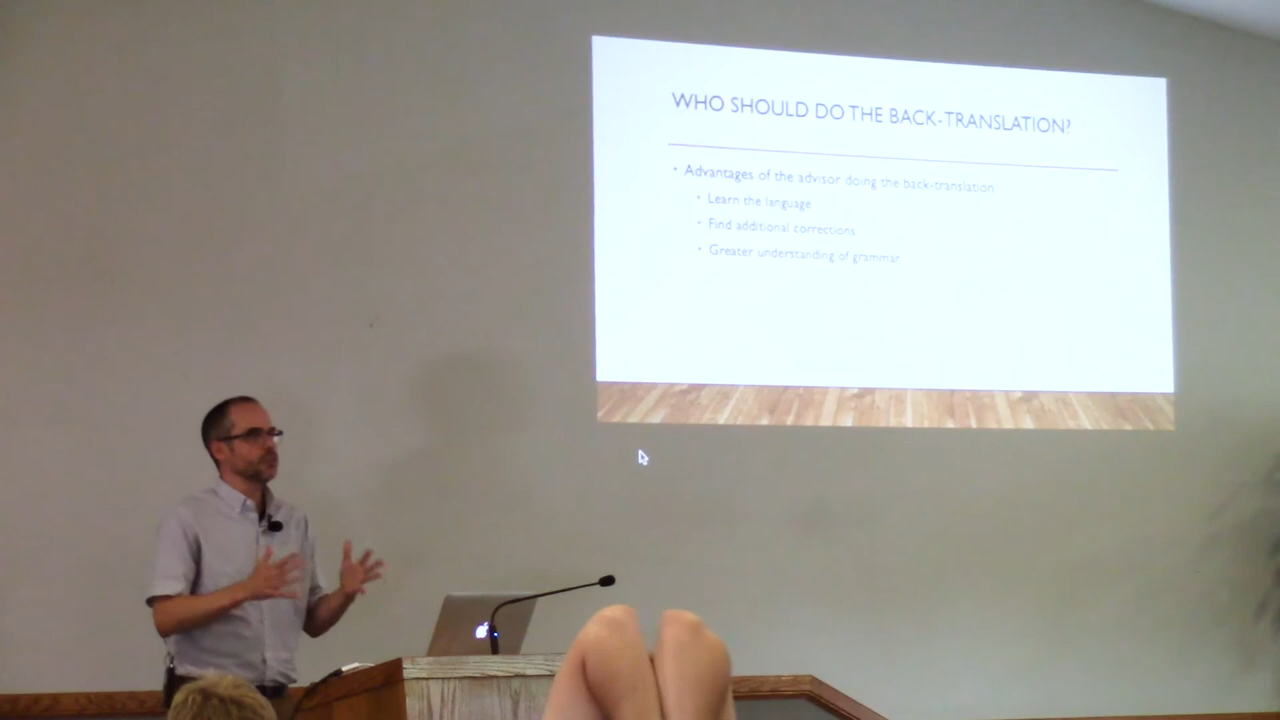 WHO SHOULD DO THE BACK-TRANSLATION?
• Advantages of the advisor doing the back-translation
• Learn the language
• Find additional corrections
• Greater understanding of grammar